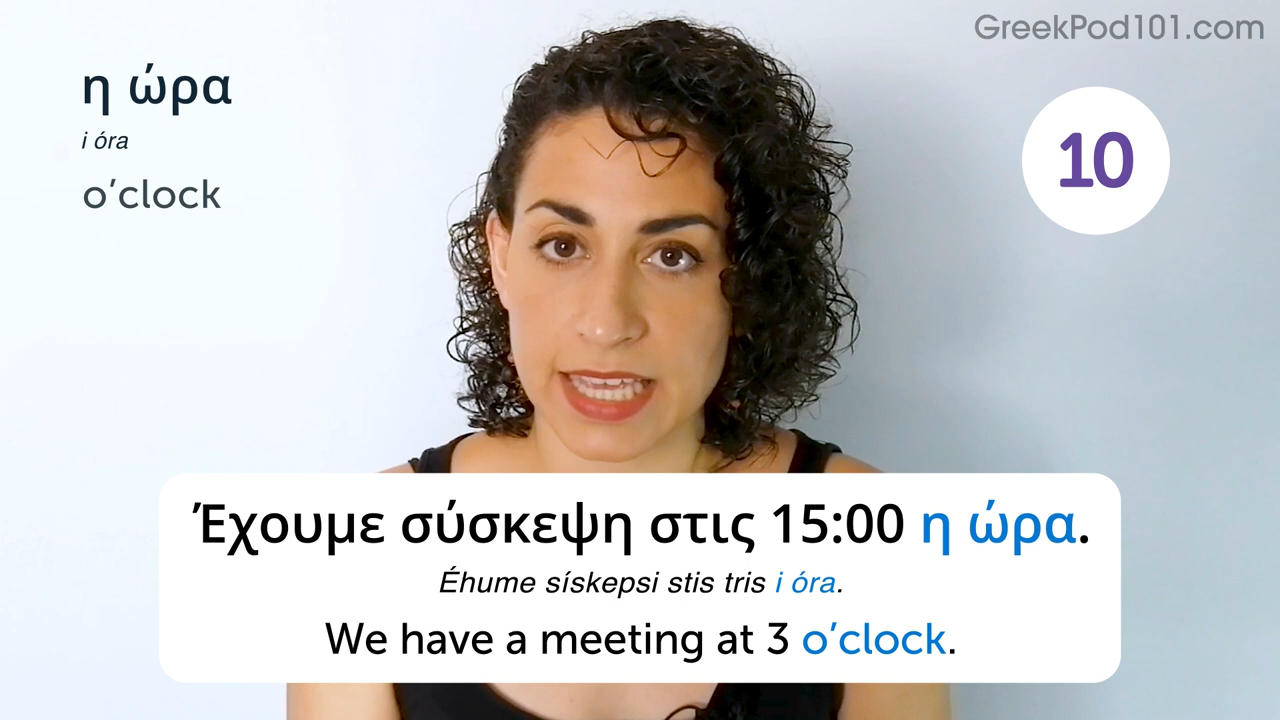 GreekPod101.com
η ώρα
i óra
o’clock
10
Έχουμε σύσκεψη στις 15:00 η ώρα.
Éhume sískepsi stis tris i óra.
We have a meeting at 3 o’clock.